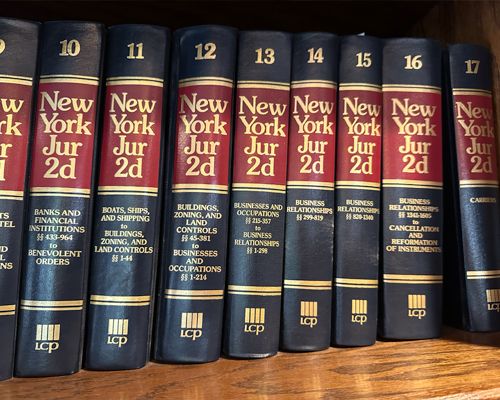 9
w
rk
r
10
New
York
Jur
2d
BANKS AND
FINANCIAL
INSTITUTIONS
§§ 433-964
to
BENEVOLENT
ORDERS
LCP
11
New
York
Jur
2d
BOATS, SHIPS,
AND SHIPPING
to
BUILDINGS,
ZONING, AND
LAND CONTROLS
§§ 1-44
LCP
12
New
York
Jur
2d
BUILDINGS,
ZONING, AND
LAND
CONTROLS
§§ 45-381
to
BUSINESSES
AND
OCCUPATIONS
§§ 1-214
LCP
13
New
York
Jur
2d
BUSINESSES AND
OCCUPATIONS
§§ 215-357
to
BUSINESS
RELATIONSHIPS
§§ 1-298
LCP
14
New
York
Jur
2d
BUSINESS
RELATIONSHIPS
§§ 299-819
LCP
15
New
York
Jur
2d
BUSINESS
RELATIONSHIPS
§§ 820-1340
LCP
16
New
York
Jur
2d
BUSINESS
RELATIONSHIPS
§§ 1341-1605
to
CANCELLATION
AND
REFORMATION
OF INSTRUMENTS
LCP
17
New
York
Jur
2d
CARRIERS